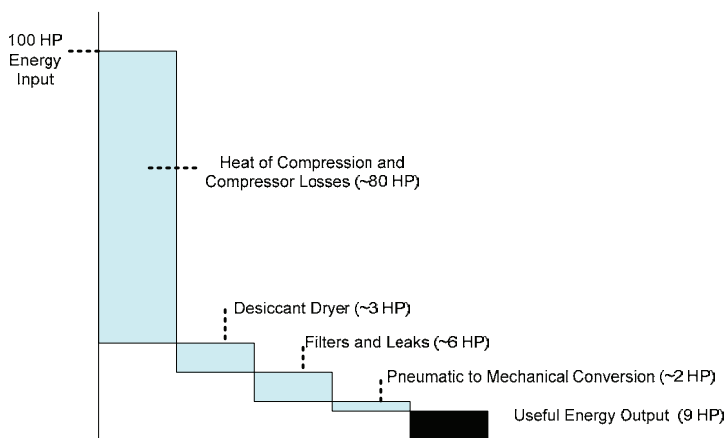 100 HP
Energy
Input
Heat of Compression and
Compressor Losses (~80 HP)
Desiccant Dryer (~3 HP)
Filters and Leaks (~6 HP)
Pneumatic to Mechanical Conversion (~2 HP)
Useful Energy Output (9 HP)